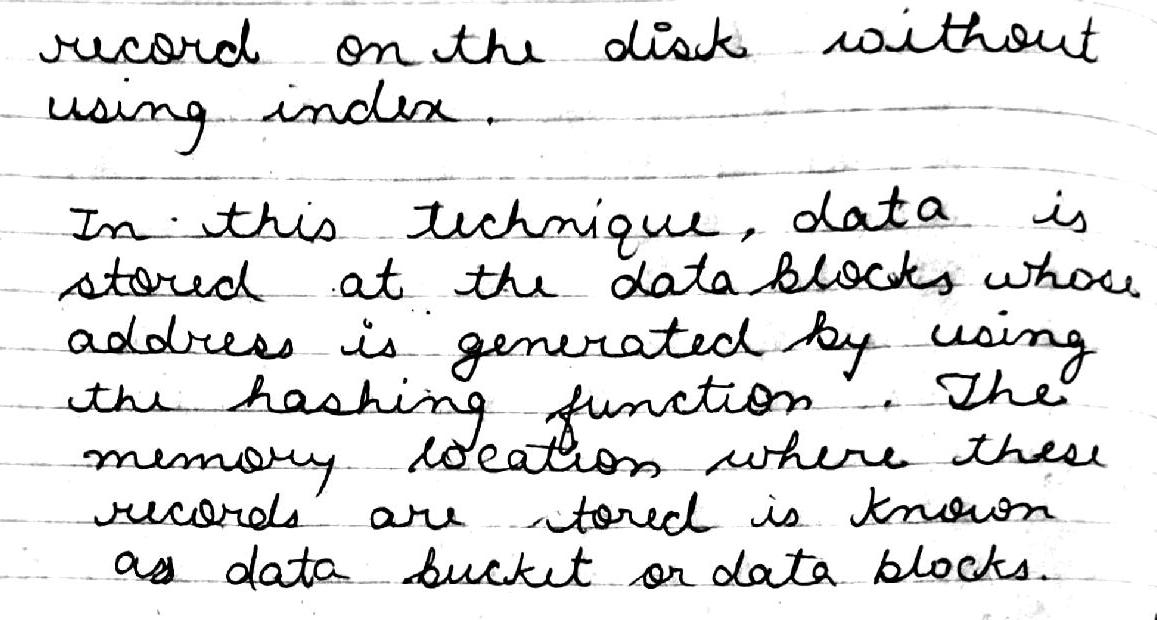 record on the disk without
using index.
In this technique, data is
stored at the data blocks whose
address is generated by using
the hashing function. The
memory location where these
records are stored is known
as data bucket or data blocks.